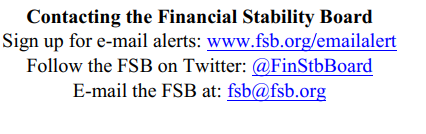 Contacting the Financial Stability Board
Sign up for e-mail alerts: www.fsb.org/emailalert
Follow the FSB on Twitter: @FinStbBoard
E-mail the FSB at: fsb@fsb.org